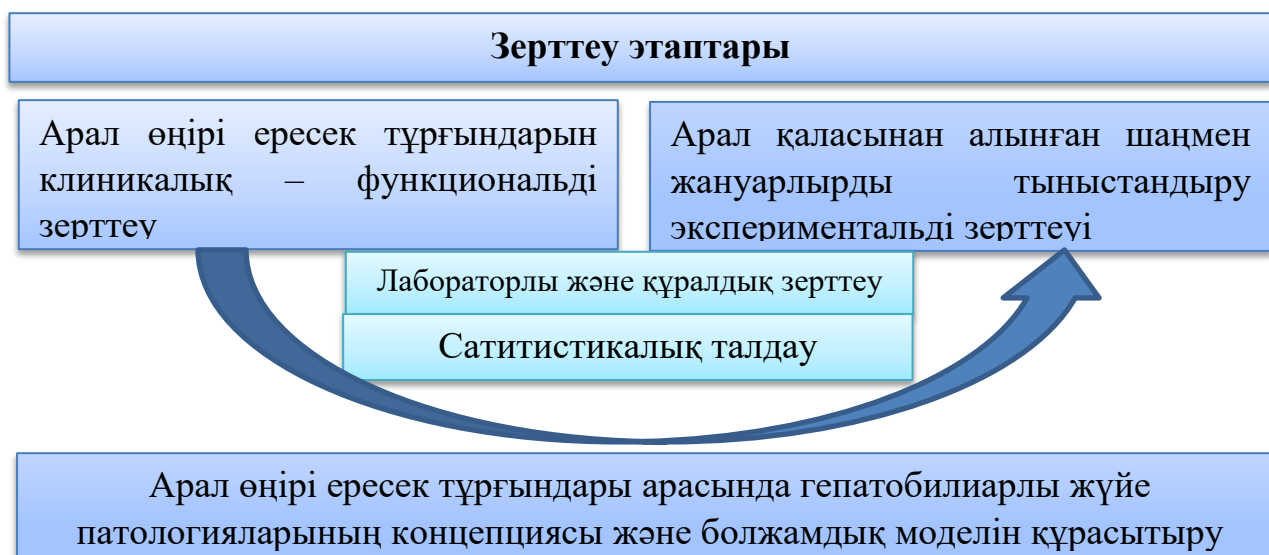 Зерттеу этаптары
Арал өңірі ересек тұрғындарын
клиникалық – функциональді
зерттеу
Арал қаласынан алынған шаңмен
жануарлырды тыныстандыру
экспериментальді зерттеуі
Лабораторлы және құралдық зерттеу
Сатитистикалық талдау
Арал өңірі ересек тұрғындары арасында гепатобилиарлы жүйе
патологияларының концепциясы және болжамдық моделін құрасытыру